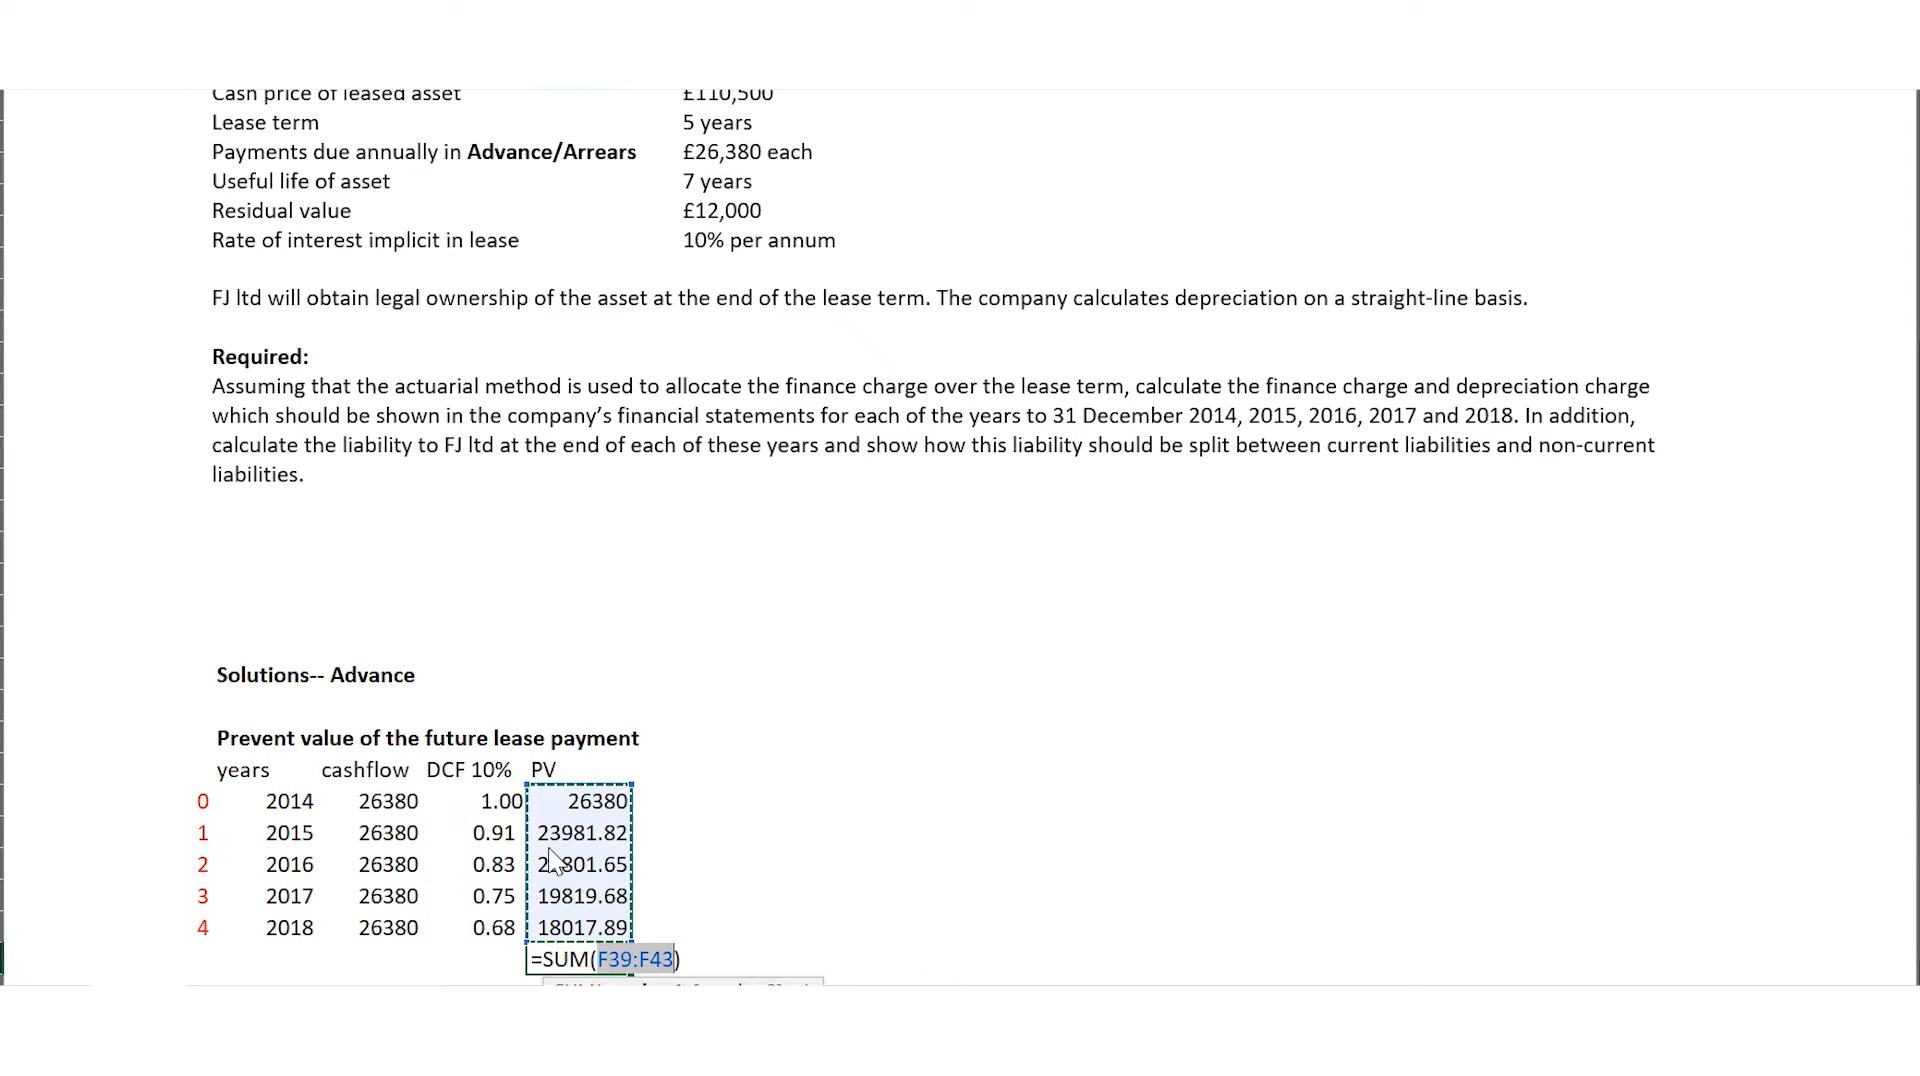 Cash price of leased asset £110,500
Lease term 5 years
Payments due annually in Advance/Arrears £26,380 each
Useful life of asset 7 years
Residual value £12,000
Rate of interest implicit in lease 10% per annum
FJ ltd will obtain legal ownership of the asset at the end of the lease term. The company calculates depreciation on a straight-line basis.
Required:
Assuming that the actuarial method is used to allocate the finance charge over the lease term, calculate the finance charge and depreciation charge
which should be shown in the company’s financial statements for each of the years to 31 December 2014, 2015, 2016, 2017 and 2018. In addition,
calculate the liability to FJ ltd at the end of each of these years and show how this liability should be split between current liabilities and non-current
liabilities.
Solutions-- Advance
Prevent value of the future lease payment
years cashflow DCF 10% PV
0 2014 26380 1.00 26380
1 2015 26380 0.91 23981.82
2 2016 26380 0.83
3 2017 26380 0.75 19819.68
4 2018 26380 0.68 18017.89
=SUM(F39:F43)